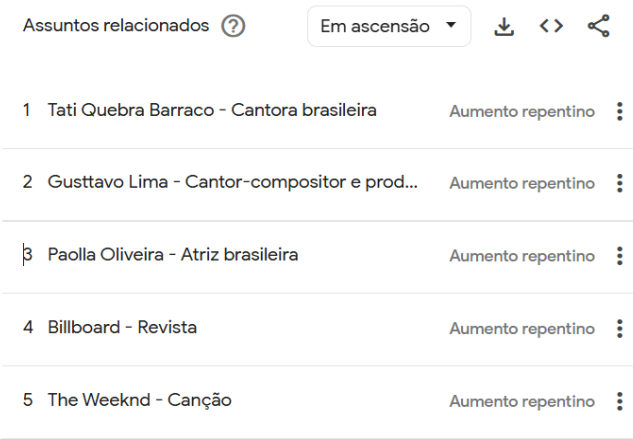 Assuntos relacionados ? Em ascensão
1 Tati Quebra Barraco - Cantora brasileira Aumento repentino
2 Gusttavo Lima - Cantor-compositor e prod... Aumento repentino
3 Paolla Oliveira - Atriz brasileira Aumento repentino
4 Billboard - Revista Aumento repentino
5 The Weeknd - Canção Aumento repentino